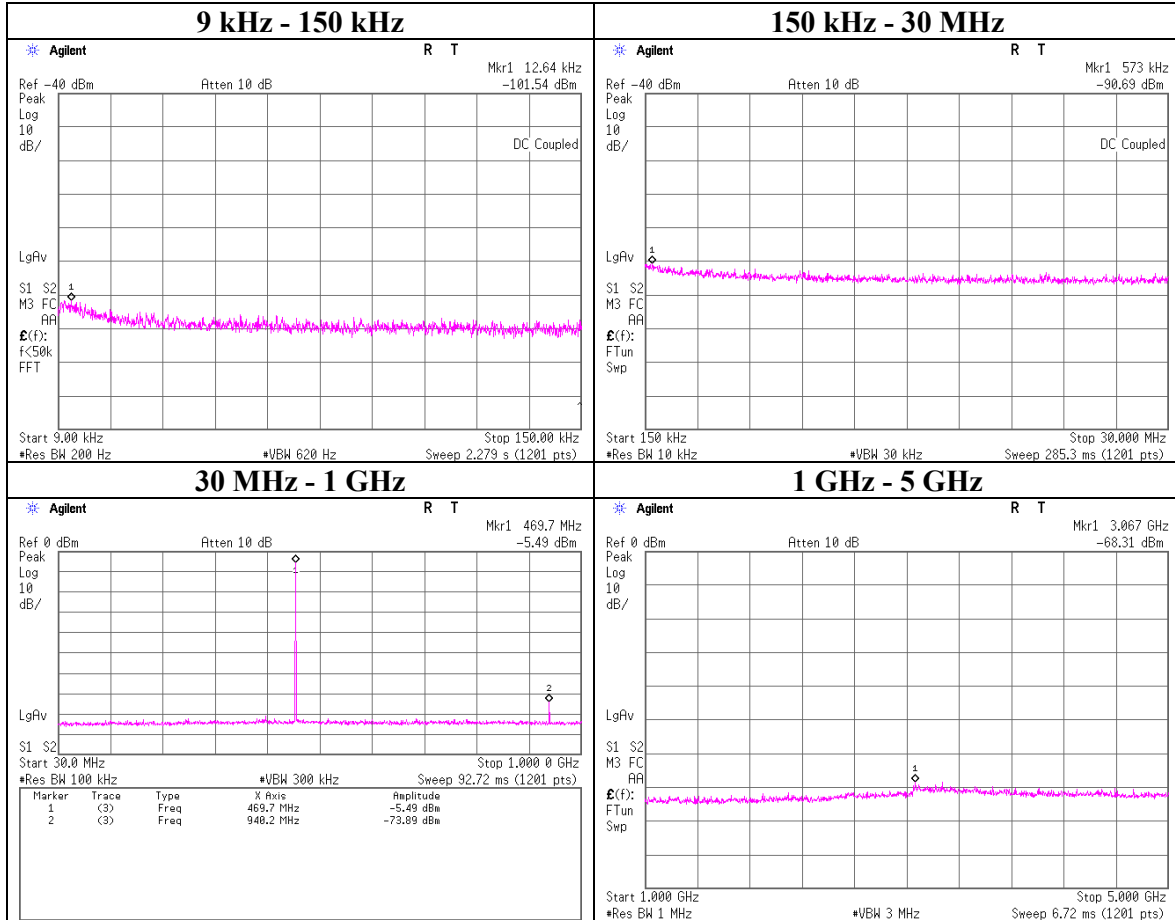 9 kHz - 150 kHz
Agilent R T
Mkr1 12.64 kHz
Ref -40 dBm Atten 10 dB -101.54 dBm
Peak
Log
10
dB/
DC Coupled
LgAv
1
S1 S2
M3 FC
AA
£(f):
f<50k
FFT
Start 9.00 kHz Stop 150.00 kHz
#Res BW 200 Hz #VBW 620 Hz Sweep 2.279 s (1201 pts)
150 kHz - 30 MHz
Agilent R T
Mkr1 573 kHz
Ref -40 dBm Atten 10 dB -90.69 dBm
Peak
Log
10
dB/
DC Coupled
1
LgAv
S1 S2
M3 FC
AA
£(f):
FTun
Swp
Start 150 kHz Stop 30.000 MHz
#Res BW 10 kHz #VBW 30 kHz Sweep 285.3 ms (1201 pts)
30 MHz - 1 GHz
Agilent R T
Mkr1 469.7 MHz
Ref 0 dBm Atten 10 dB -5.49 dBm
Peak
Log
1
10
dB/
2
LgAv
S1 S2
Start 30.0 MHz Stop 1.000 0 GHz
#Res BW 100 kHz #VBW 300 kHz Sweep 92.72 ms (1201 pts)
Marker Trace Type X Axis Amplitude
1 (3) Freq 469.7 MHz -5.49 dBm
2 (3) Freq 940.2 MHz -73.89 dBm
1 GHz - 5 GHz
Agilent R T
Mkr1 3.067 GHz
Ref 0 dBm Atten 10 dB -68.31 dBm
Peak
Log
10
dB/
LgAv
S1 S2
M3 FC
1
AA
£(f):
FTun
Swp
Start 1.000 GHz Stop 5.000 GHz
#Res BW 1 MHz #VBW 3 MHz Sweep 6.72 ms (1201 pts)